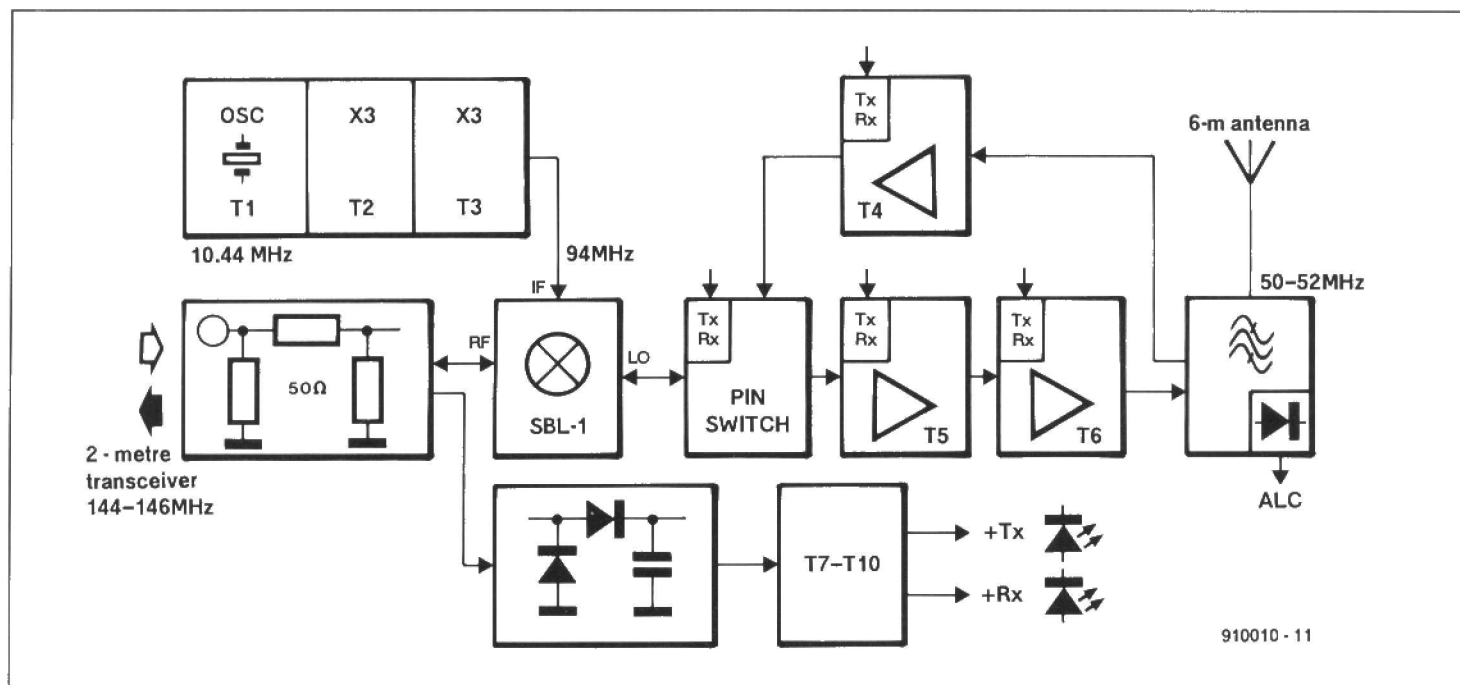 OSC
T1
X3
T2
X3
T3
10.44 MHz
94MHz
Tx
Rx
T4
6-m antenna
50–52MHz
IF
RF
LO
50Ω
SBL-1
Tx
Rx
PIN
SWITCH
Tx
Rx
T5
Tx
Rx
T6
ALC
2 - metre
transceiver
144–146MHz
T7–T10
+Tx
+Rx
910010 - 11